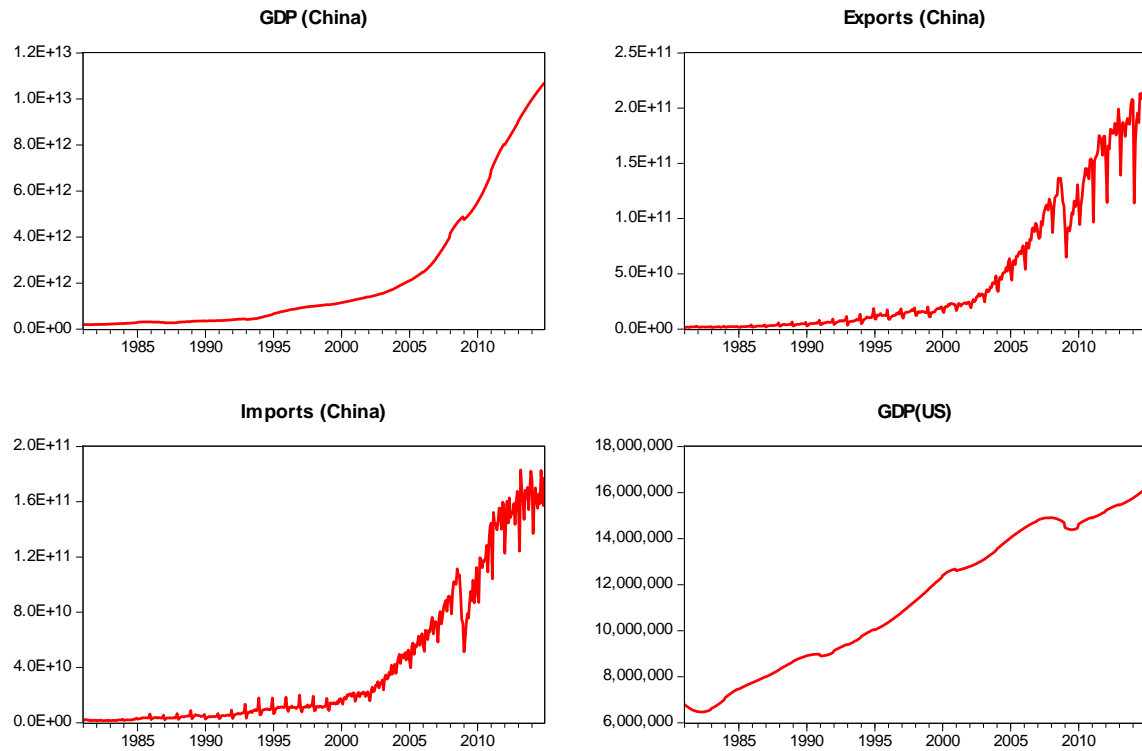 GDP (China)
1.2E+13
1.0E+13
8.0E+12
6.0E+12
4.0E+12
2.0E+12
0.0E+00
1985 1990 1995 2000 2005 2010
Exports (China)
2.5E+11
2.0E+11
1.5E+11
1.0E+11
5.0E+10
0.0E+00
1985 1990 1995 2000 2005 2010
Imports (China)
2.0E+11
1.6E+11
1.2E+11
8.0E+10
4.0E+10
0.0E+00
1985 1990 1995 2000 2005 2010
GDP(US)
18,000,000
16,000,000
14,000,000
12,000,000
10,000,000
8,000,000
6,000,000
1985 1990 1995 2000 2005 2010